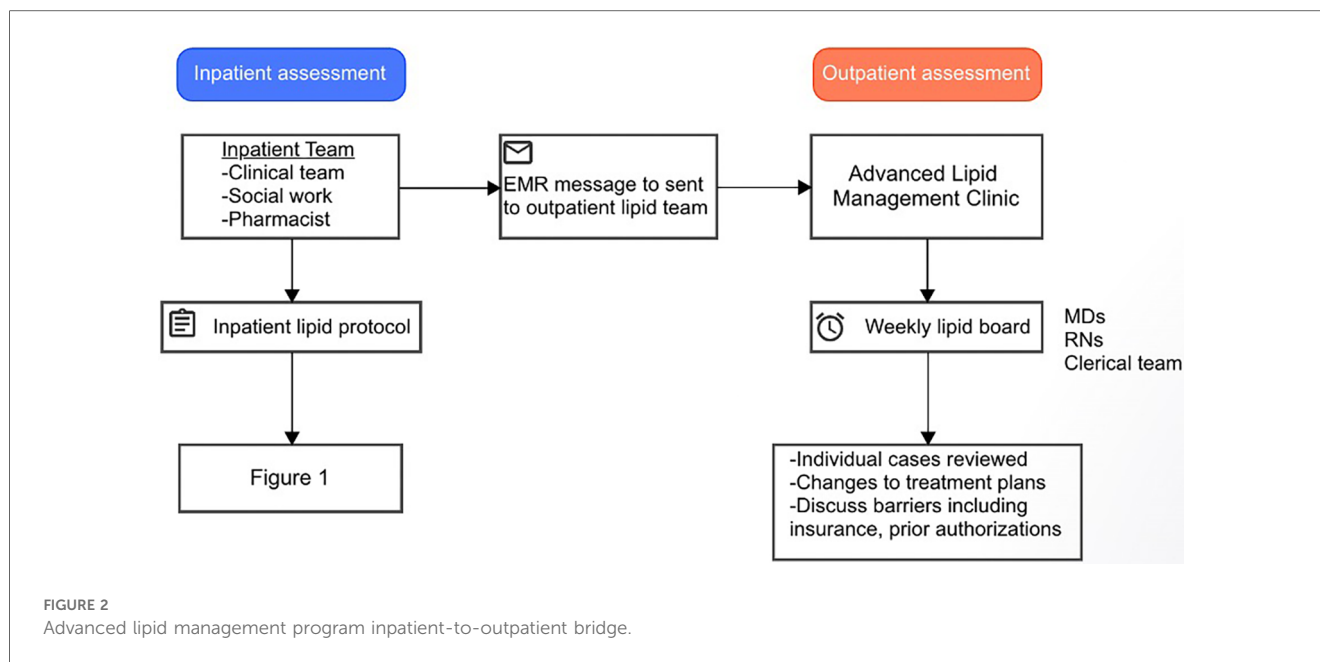 Inpatient assessment
Outpatient assessment
Inpatient Team
-Clinical team
-Social work
-Pharmacist
EMR message to sent
to outpatient lipid team
Advanced Lipid
Management Clinic
Inpatient lipid protocol
Weekly lipid board
MDs
RNs
Clerical team
Figure 1
-Individual cases reviewed
-Changes to treatment plans
-Discuss barriers including
insurance, prior authorizations
FIGURE 2
Advanced lipid management program inpatient-to-outpatient bridge.